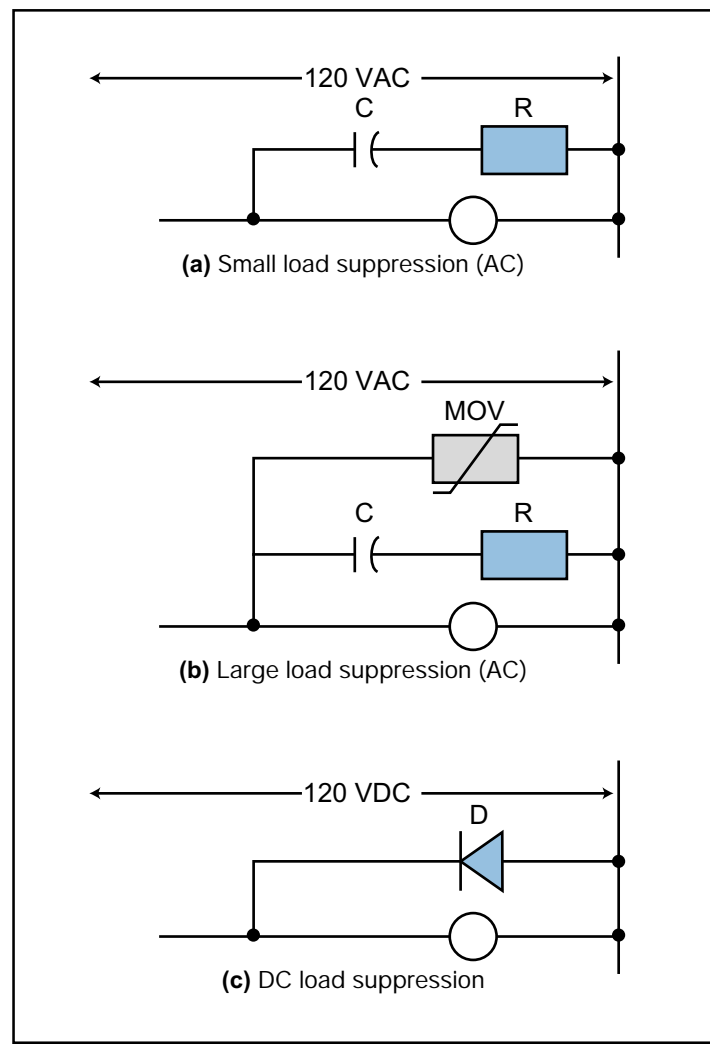 120 VAC
C R
(a) Small load suppression (AC)
120 VAC
MOV
C R
(b) Large load suppression (AC)
120 VDC
D
(c) DC load suppression